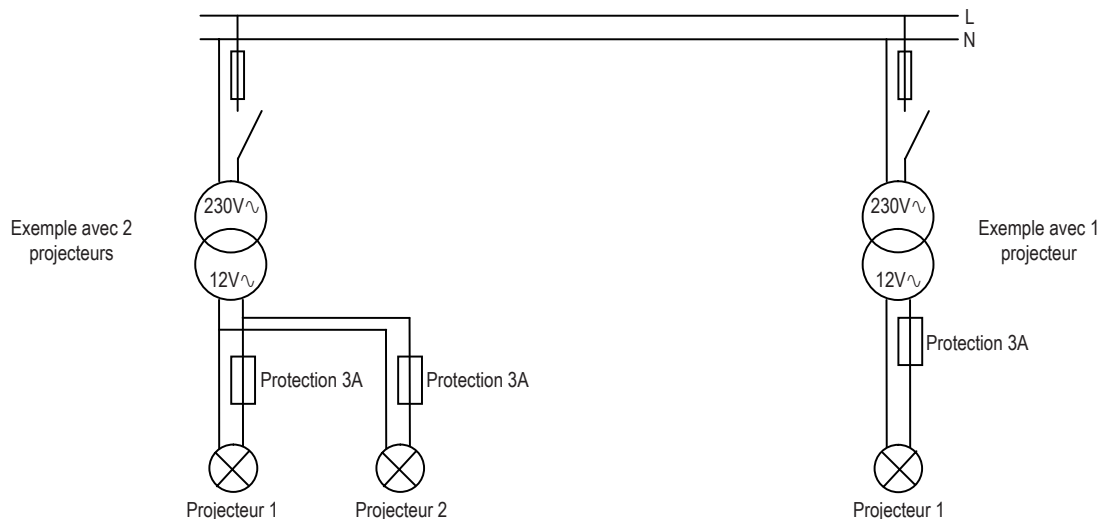 L
N
230V∿
230V∿
Exemple avec 2
projecteurs
Exemple avec 1
projecteur
12V∿
12V∿
Protection 3A
Protection 3A
Protection 3A
Projecteur 1
Projecteur 2
Projecteur 1